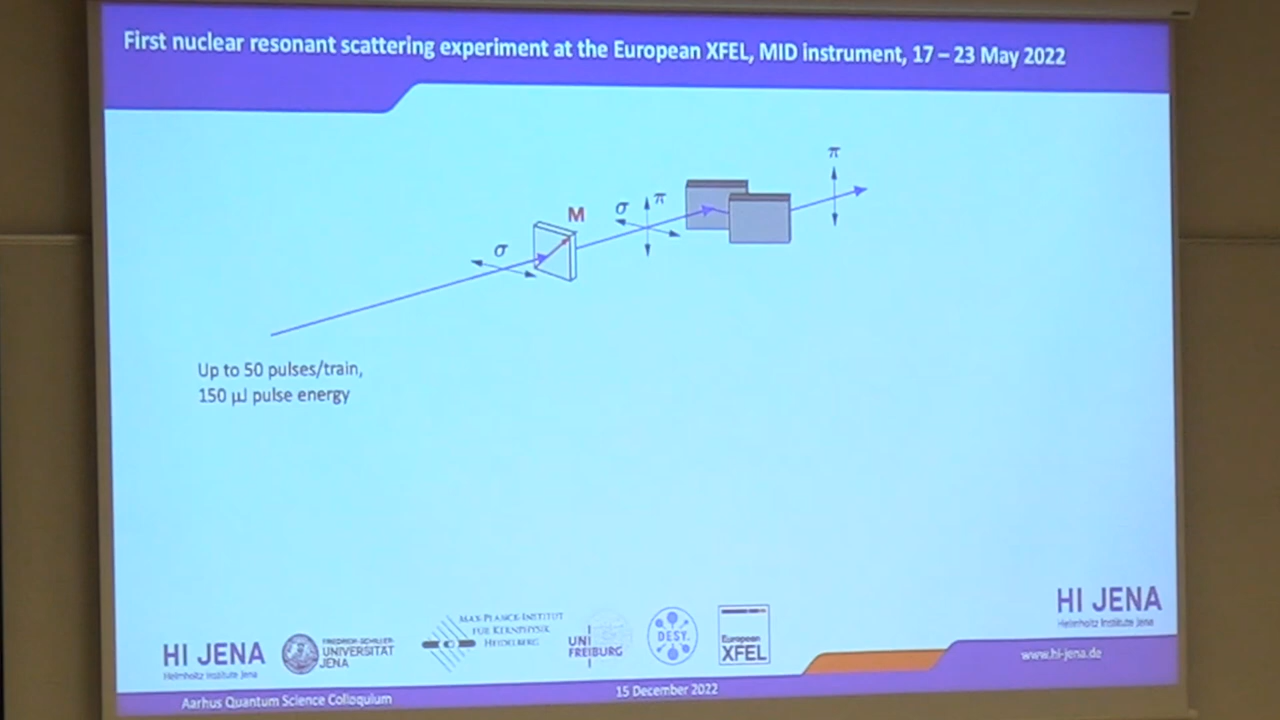 First nuclear resonant scattering experiment at the European XFEL, MID instrument, 17 – 23 May 2022
π
M
σ
π
σ
Up to 50 pulses/train,
150 µJ pulse energy
HI JENA
Helmholtz Institute Jena
MAX-PLANCK-INSTITUT
FÜR KERNPHYSIK
HEIDELBERG
HI JENA
Helmholtz Institute Jena
FRIEDRICH-SCHILLER-
UNIVERSITÄT
JENA
UNI
FREIBURG
DESY.
European
XFEL
www.hi-jena.de
Aarhus Quantum Science Colloquium
15 December 2022